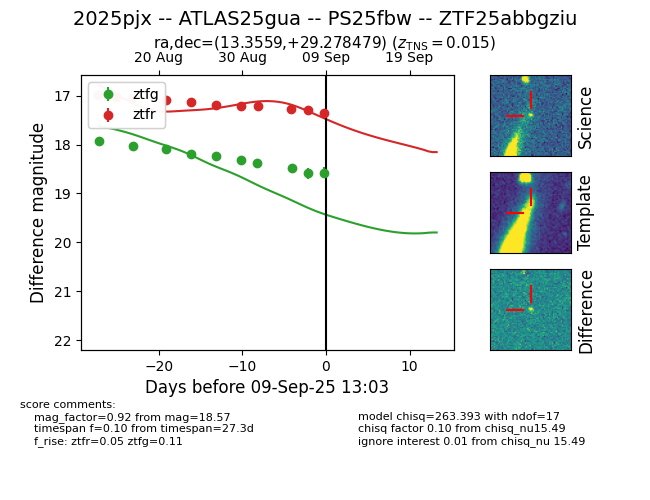 2025pjx -- ATLAS25gua -- PS25fbw -- ZTF25abbgziu
ra,dec=(13.3559,+29.278479) (z_TNS = 0.015)
20 Aug 30 Aug 09 Sep 19 Sep
ztfg
ztfr
17
18
19
20
21
22
Difference magnitude
−20 −10 0 10
Days before 09-Sep-25 13:03
Science
Template
Difference
score comments:
mag_factor=0.92 from mag=18.57
timespan f=0.10 from timespan=27.3d
f_rise: ztfr=0.05 ztfg=0.11
model chisq=263.393 with ndof=17
chisq factor 0.10 from chisq_nu15.49
ignore interest 0.01 from chisq_nu 15.49